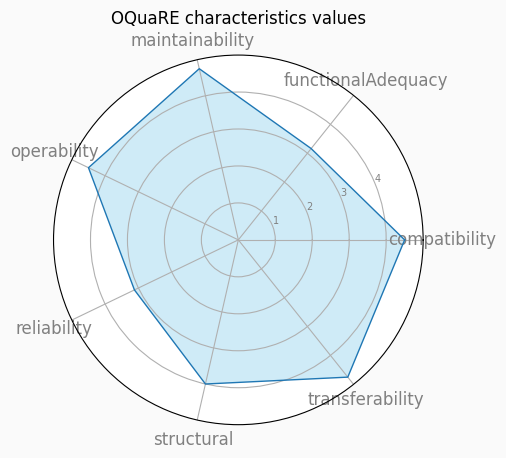 OQuaRE characteristics values
maintainability
functionalAdequacy
operability
4
3
2
1
compatibility
reliability
transferability
structural